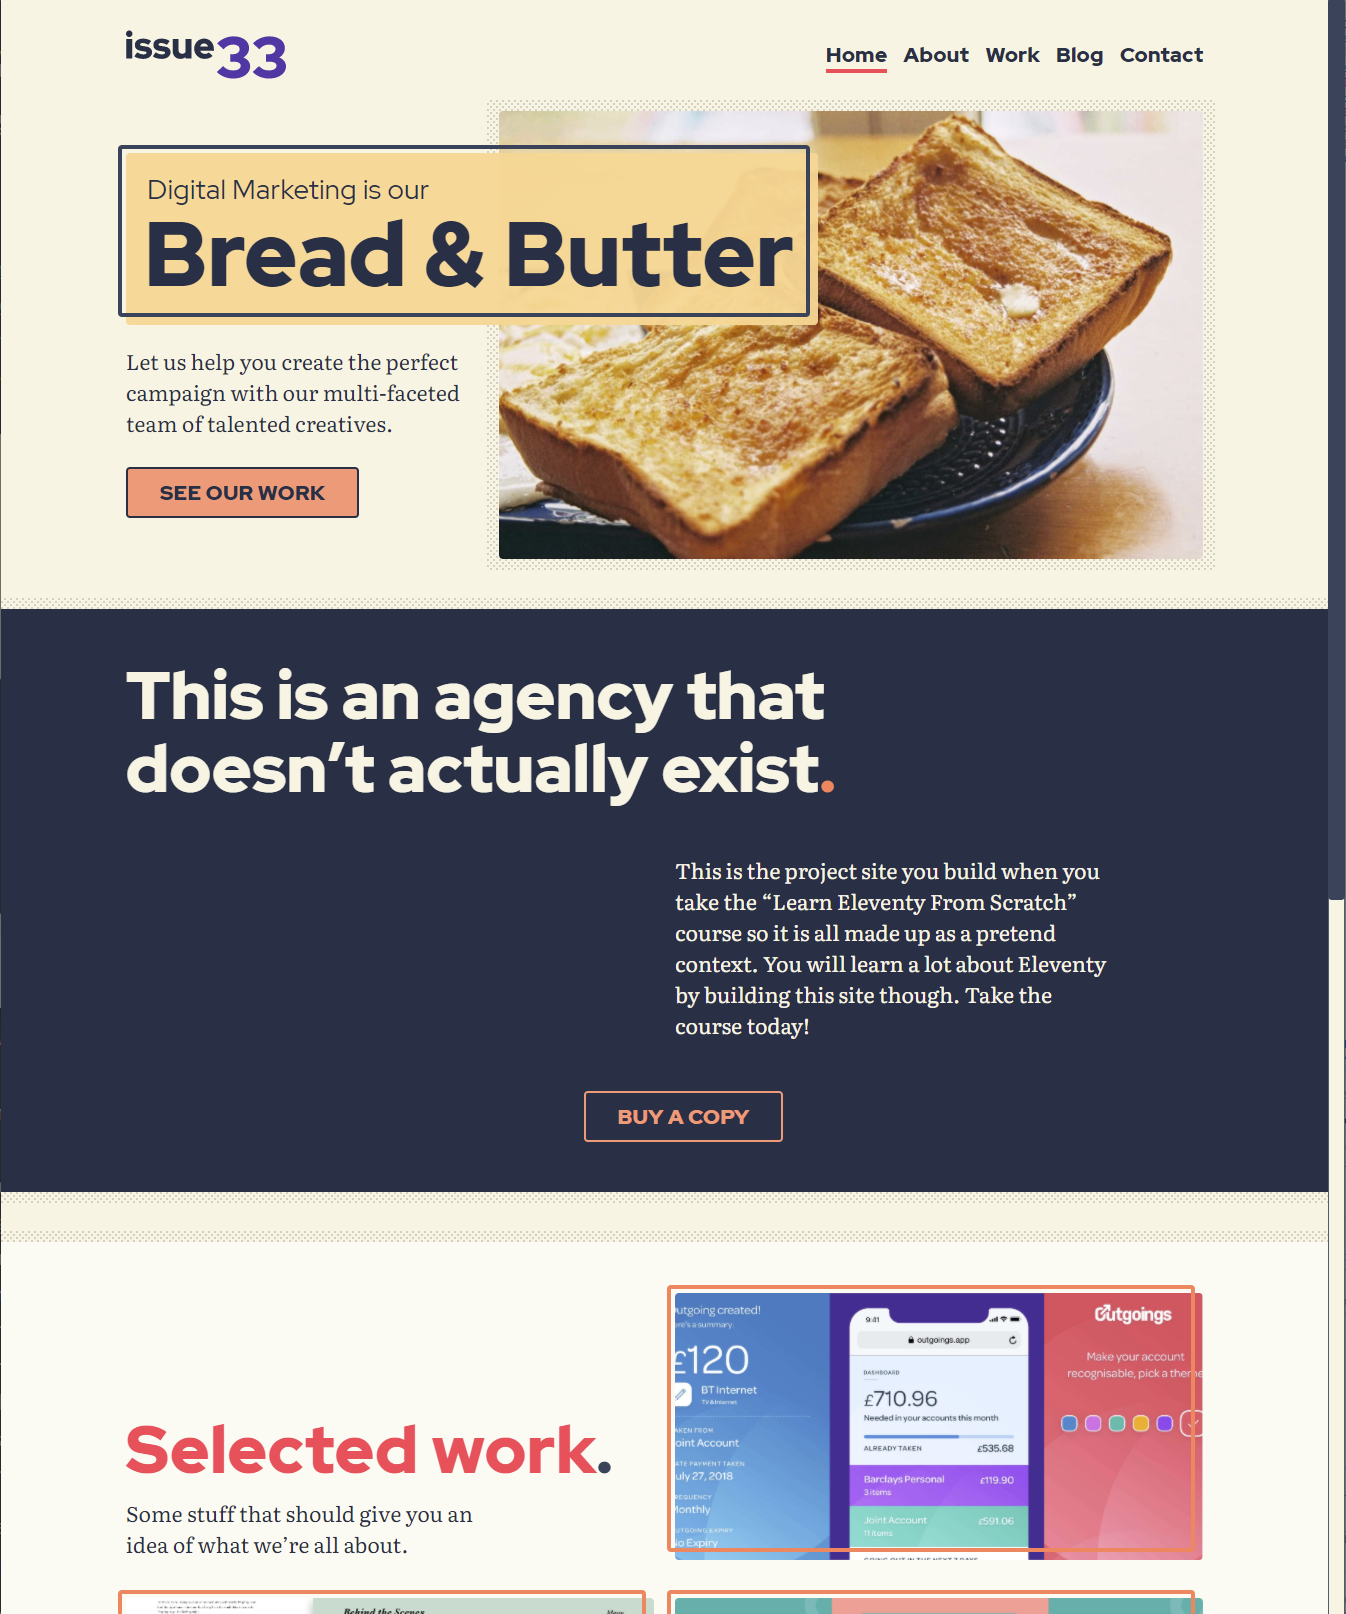 issue33
Home About Work Blog Contact
Digital Marketing is our
Bread & Butter
Let us help you create the perfect
campaign with our multi-faceted
team of talented creatives.
SEE OUR WORK
This is an agency that
doesn’t actually exist.
This is the project site you build when you
take the “Learn Eleventy From Scratch”
course so it is all made up as a pretend
context. You will learn a lot about Eleventy
by building this site though. Take the
course today!
BUY A COPY
Selected work.
Some stuff that should give you an
idea of what we’re all about.
utgoing created!
a summary.
£120
BT Internet
TV & Internet
AKEN FROM
oint Account
ATE PAYMENT TAKEN
uly 27, 2018
REQUENCY
Monthly
UTGOING EXPIRY
No Expiry
9:41
outgoings.app
DASHBOARD
£710.96
Needed in your accounts this month
ALREADY TAKEN £535.68
Barclays Personal £119.90
3 items
Joint Account £591.06
11 items
GOING OUT IN THE NEXT 7 DAYS
Outgoings
Make your account
recognisable, pick a theme
Behind the Scenes
Menu